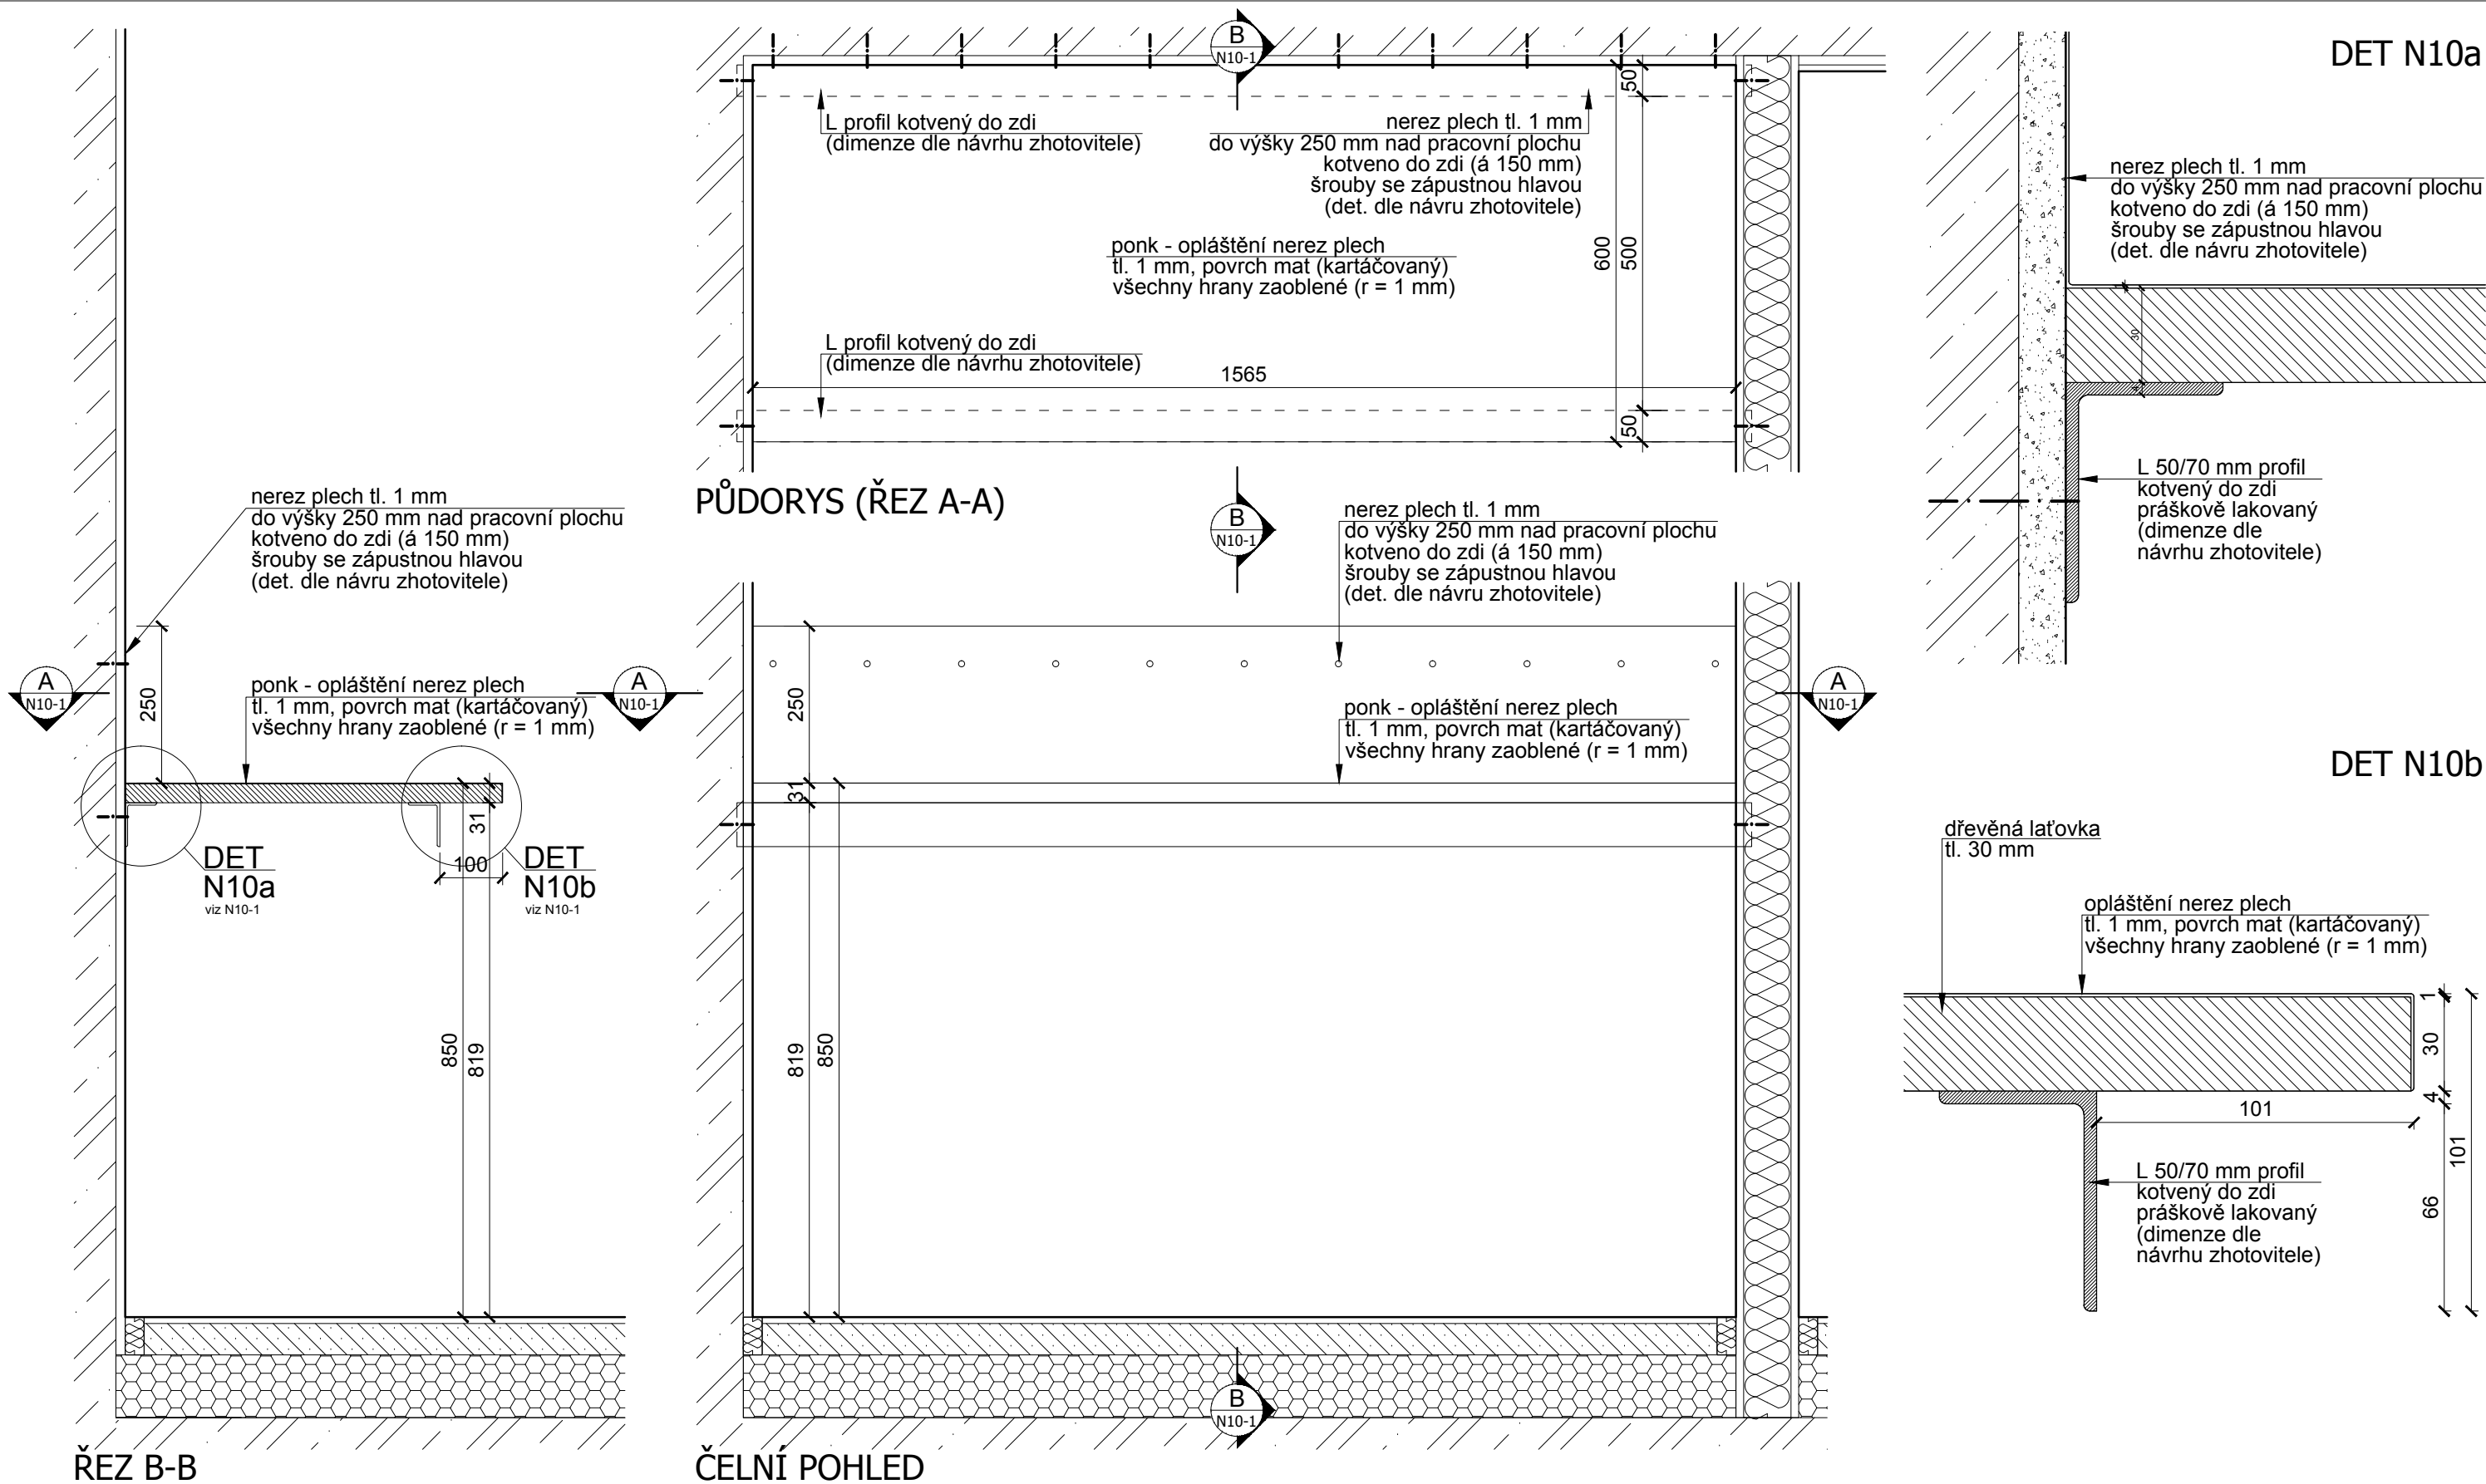 B
N10-1
DET N10a
L profil kotvený do zdi
(dimenze dle návrhu zhotovitele)
nerez plech tl. 1 mm
do výšky 250 mm nad pracovní plochu
kotveno do zdi (á 150 mm)
šrouby se zápustnou hlavou
(det. dle návru zhotovitele)
50
600
500
50
ponk - opláštění nerez plech
tl. 1 mm, povrch mat (kartáčovaný)
všechny hrany zaoblené (r = 1 mm)
L profil kotvený do zdi
(dimenze dle návrhu zhotovitele)
1565
PŮDORYS (ŘEZ A-A)
B
N10-1
nerez plech tl. 1 mm
do výšky 250 mm nad pracovní plochu
kotveno do zdi (á 150 mm)
šrouby se zápustnou hlavou
(det. dle návru zhotovitele)
30
4
L 50/70 mm profil
kotvený do zdi
práškově lakovaný
(dimenze dle
návrhu zhotovitele)
nerez plech tl. 1 mm
do výšky 250 mm nad pracovní plochu
kotveno do zdi (á 150 mm)
šrouby se zápustnou hlavou
(det. dle návru zhotovitele)
250
A
N10-1
A
N10-1
ponk - opláštění nerez plech
tl. 1 mm, povrch mat (kartáčovaný)
všechny hrany zaoblené (r = 1 mm)
31
100
DET
N10a
viz N10-1
DET
N10b
viz N10-1
850
819
ŘEZ B-B
nerez plech tl. 1 mm
do výšky 250 mm nad pracovní plochu
kotveno do zdi (á 150 mm)
šrouby se zápustnou hlavou
(det. dle návru zhotovitele)
250
ponk - opláštění nerez plech
tl. 1 mm, povrch mat (kartáčovaný)
všechny hrany zaoblené (r = 1 mm)
A
N10-1
31
819
850
B
N10-1
ČELNÍ POHLED
DET N10b
dřevěná laťovka
tl. 30 mm
opláštění nerez plech
tl. 1 mm, povrch mat (kartáčovaný)
všechny hrany zaoblené (r = 1 mm)
1
30
4
101
101
66
L 50/70 mm profil
kotvený do zdi
práškově lakovaný
(dimenze dle
návrhu zhotovitele)